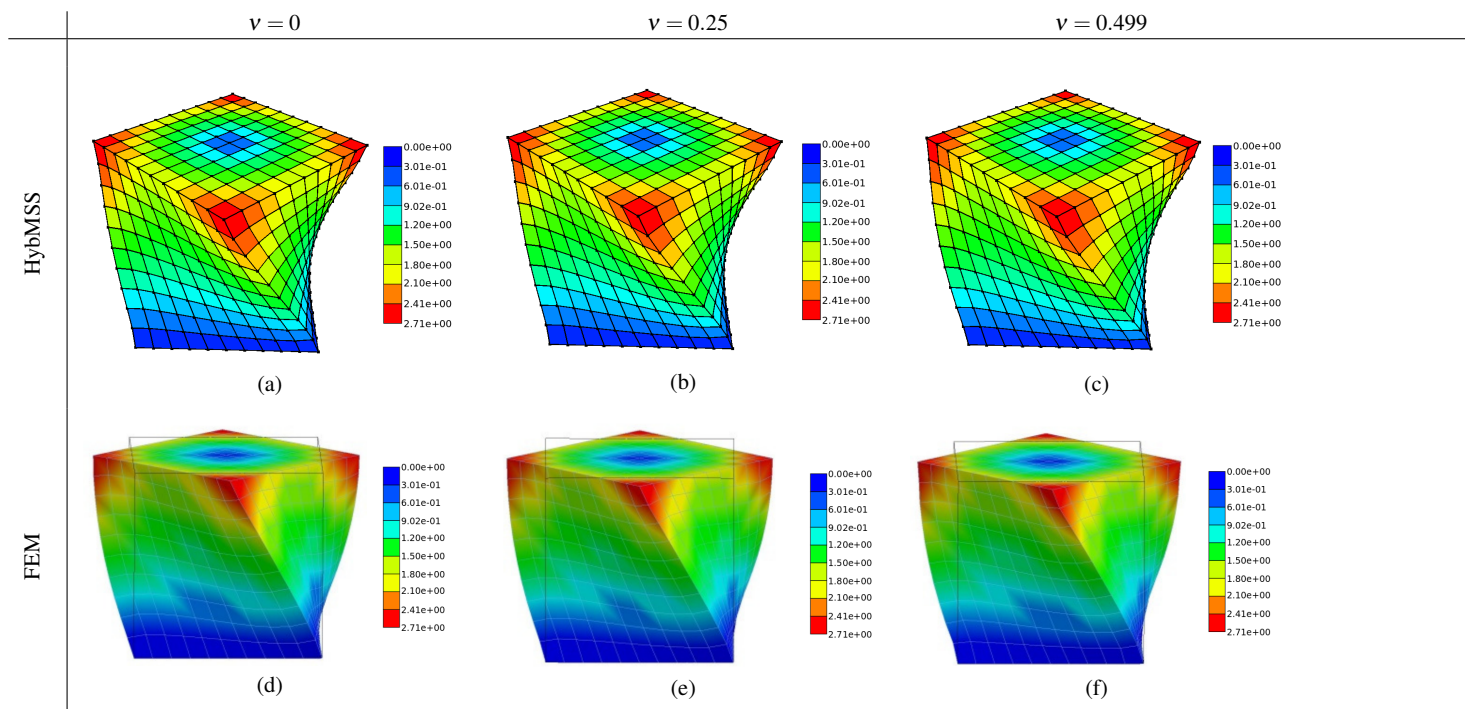 ν = 0
ν = 0.25
ν = 0.499
HybMSS
0.00e+00
3.01e-01
6.01e-01
9.02e-01
1.20e+00
1.50e+00
1.80e+00
2.10e+00
2.41e+00
2.71e+00
(a)
0.00e+00
3.01e-01
6.01e-01
9.02e-01
1.20e+00
1.50e+00
1.80e+00
2.10e+00
2.41e+00
2.71e+00
(b)
0.00e+00
3.01e-01
6.01e-01
9.02e-01
1.20e+00
1.50e+00
1.80e+00
2.10e+00
2.41e+00
2.71e+00
(c)
FEM
0.00e+00
3.01e-01
6.01e-01
9.02e-01
1.20e+00
1.50e+00
1.80e+00
2.10e+00
2.41e+00
2.71e+00
(d)
0.00e+00
3.01e-01
6.01e-01
9.02e-01
1.20e+00
1.50e+00
1.80e+00
2.10e+00
2.41e+00
2.71e+00
(e)
0.00e+00
3.01e-01
6.01e-01
9.02e-01
1.20e+00
1.50e+00
1.80e+00
2.10e+00
2.41e+00
2.71e+00
(f)